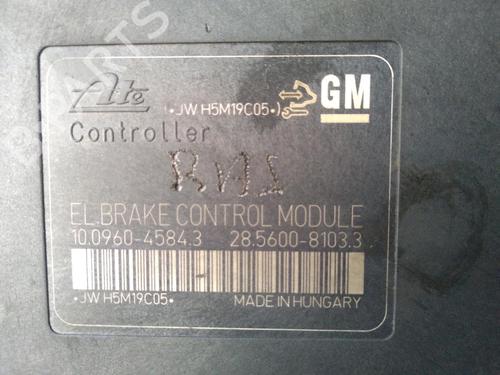 Ate
(•JW H5M19C05•)
GM
Controller
EL.BRAKE CONTROL MODULE
10.0960-4584.3 28.5600-8103.3
•JW H5M19C05• MADE IN HUNGARY